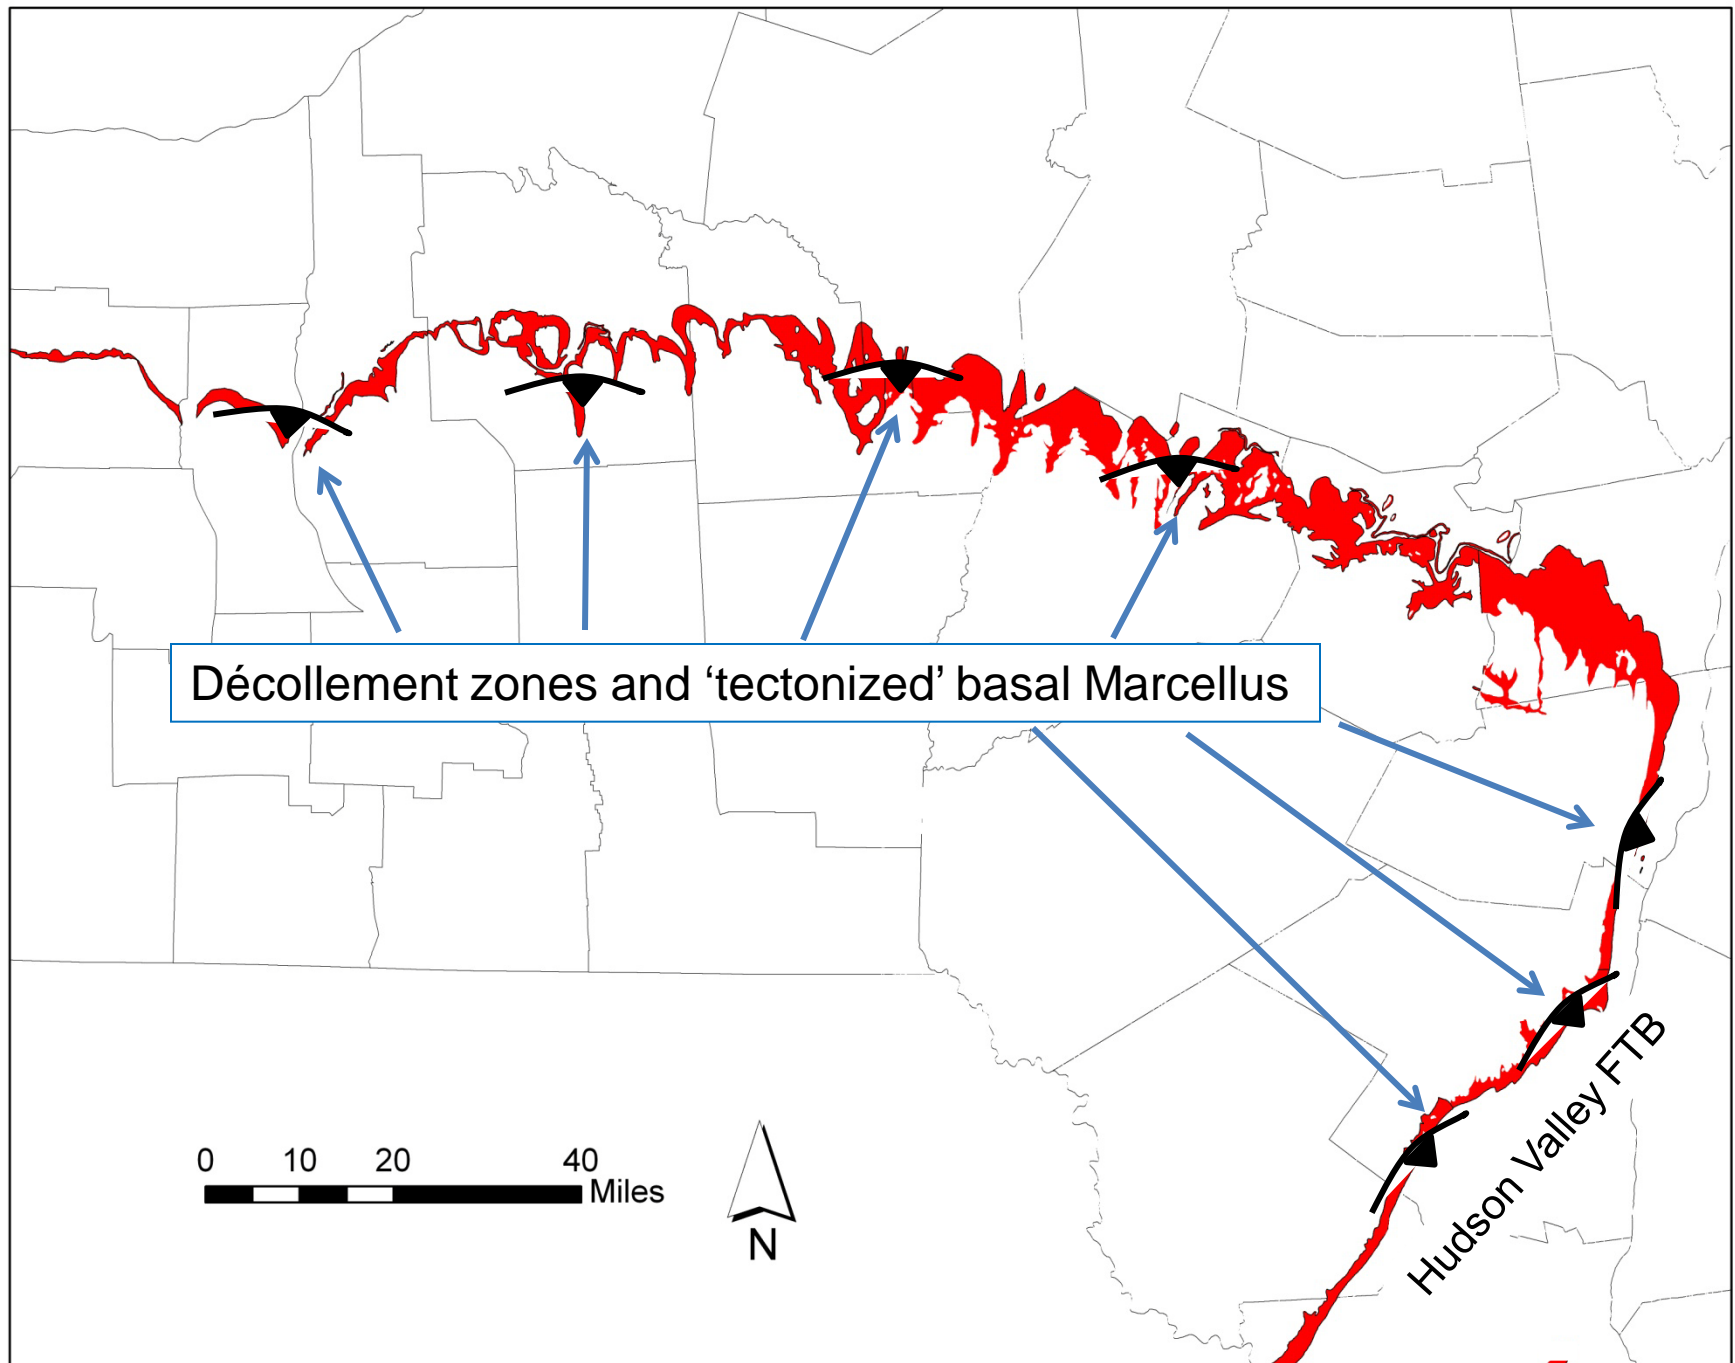 Décollement zones and ‘tectonized’ basal Marcellus
Hudson Valley FTB
0 10 20 40
Miles
N